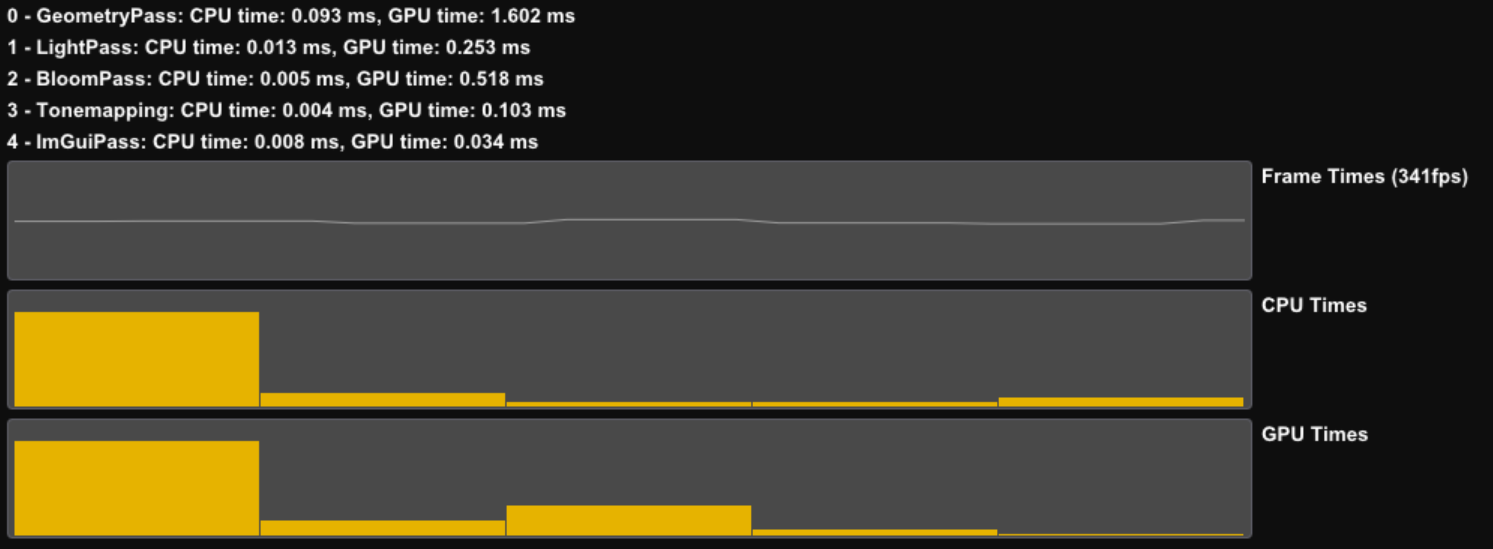 0 - GeometryPass: CPU time: 0.093 ms, GPU time: 1.602 ms
1 - LightPass: CPU time: 0.013 ms, GPU time: 0.253 ms
2 - BloomPass: CPU time: 0.005 ms, GPU time: 0.518 ms
3 - Tonemapping: CPU time: 0.004 ms, GPU time: 0.103 ms
4 - ImGuiPass: CPU time: 0.008 ms, GPU time: 0.034 ms
Frame Times (341fps)
CPU Times
GPU Times